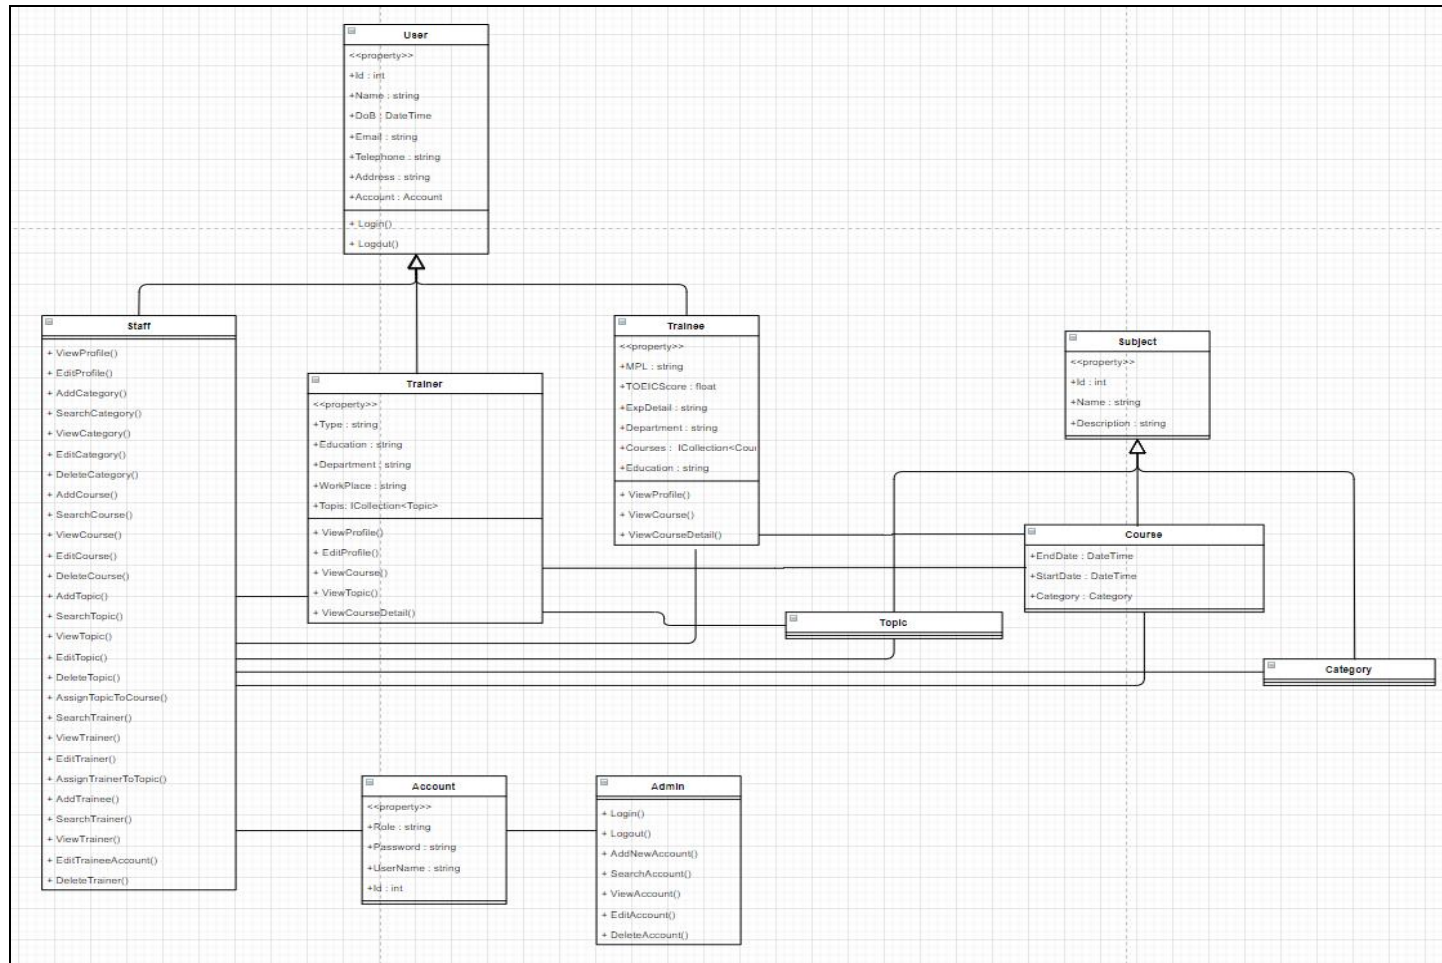 User
<<property>>
+Id : int
+Name : string
+DoB : DateTime
+Email : string
+Telephone : string
+Address : string
+Account : Account
+ Login()
+ Logout()
Staff
+ ViewProfile()
+ EditProfile()
+ AddCategory()
+ SearchCategory()
+ ViewCategory()
+ EditCategory()
+ DeleteCategory()
+ AddCourse()
+ SearchCourse()
+ ViewCourse()
+ EditCourse()
+ DeleteCourse()
+ AddTopic()
+ SearchTopic()
+ ViewTopic()
+ EditTopic()
+ DeleteTopic()
+ AssignTopicToCourse()
+ SearchTrainer()
+ ViewTrainer()
+ EditTrainer()
+ AssignTrainerToTopic()
+ AddTrainee()
+ SearchTrainer()
+ ViewTrainer()
+ EditTraineeAccount()
+ DeleteTrainer()
Trainer
<<property>>
+Type : string
+Education : string
+Department : string
+WorkPlace : string
+Topis: ICollection<Topic>
+ ViewProfile()
+ EditProfile()
+ ViewCourse()
+ ViewTopic()
+ ViewCourseDetail()
Trainee
<<property>>
+MPL : string
+TOEICScore : float
+ExpDetail : string
+Department : string
+Courses : ICollection<Cour
+Education : string
+ ViewProfile()
+ ViewCourse()
+ ViewCourseDetail()
Subject
<<property>>
+Id : int
+Name : string
+Description : string
Course
+EndDate : DateTime
+StartDate : DateTime
+Category : Category
Topic
Category
Account
<<property>>
+Role : string
+Password : string
+UserName : string
+Id : int
Admin
+ Login()
+ Logout()
+ AddNewAccount()
+ SearchAccount()
+ ViewAccount()
+ EditAccount()
+ DeleteAccount()